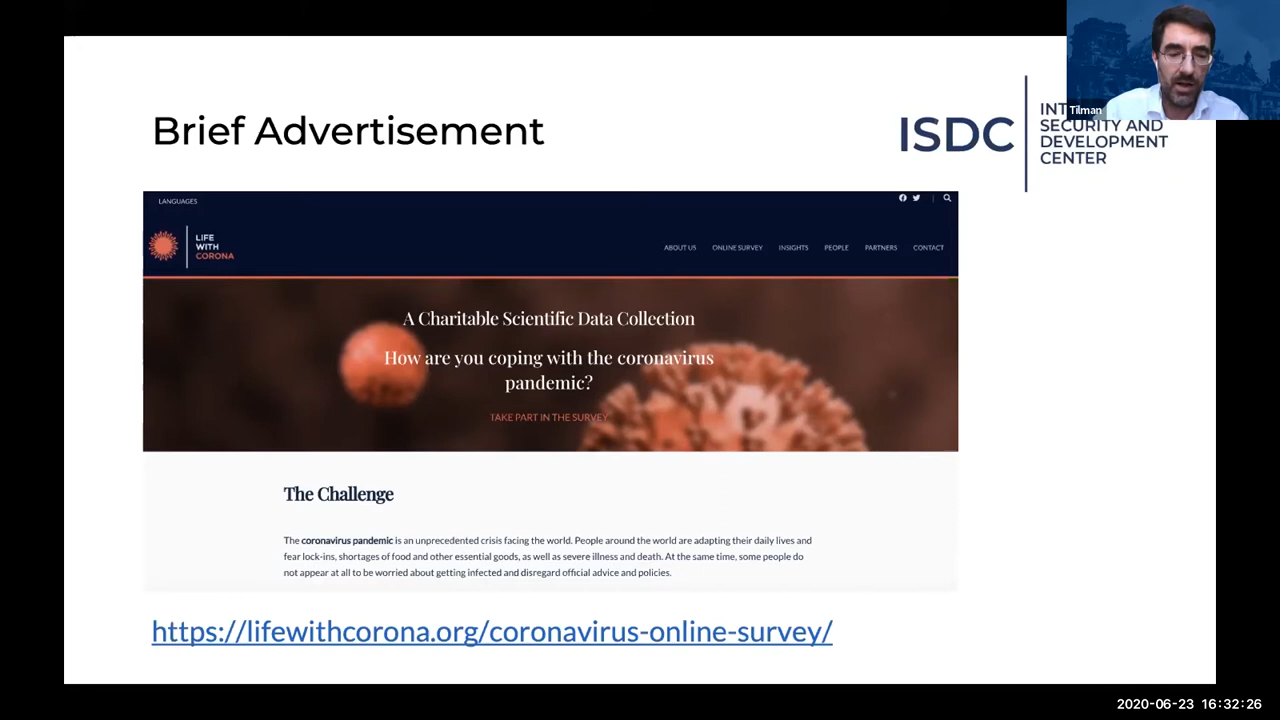 Tilman
Brief Advertisement
ISDC
INT
SECURITY AND
DEVELOPMENT
CENTER
LANGUAGES
LIFE
WITH
CORONA
ABOUT US ONLINE SURVEY INSIGHTS PEOPLE PARTNERS CONTACT
A Charitable Scientific Data Collection
How are you coping with the coronavirus
pandemic?
TAKE PART IN THE SURVEY
The Challenge
The coronavirus pandemic is an unprecedented crisis facing the world. People around the world are adapting their daily lives and
fear lock-ins, shortages of food and other essential goods, as well as severe illness and death. At the same time, some people do
not appear at all to be worried about getting infected and disregard official advice and policies.
https://lifewithcorona.org/coronavirus-online-survey/
2020-06-23 16:32:26